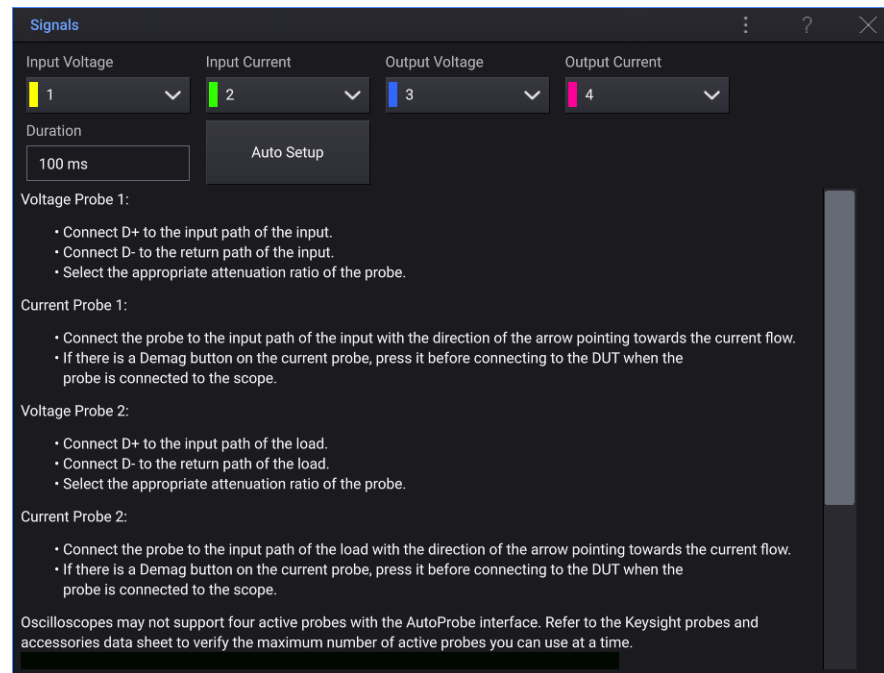 Signals
Input Voltage Input Current Output Voltage Output Current
1 2 3 4
Duration
100 ms Auto Setup
Voltage Probe 1:
• Connect D+ to the input path of the input.
• Connect D- to the return path of the input.
• Select the appropriate attenuation ratio of the probe.
Current Probe 1:
• Connect the probe to the input path of the input with the direction of the arrow pointing towards the current flow.
• If there is a Demag button on the current probe, press it before connecting to the DUT when the
probe is connected to the scope.
Voltage Probe 2:
• Connect D+ to the input path of the load.
• Connect D- to the return path of the load.
• Select the appropriate attenuation ratio of the probe.
Current Probe 2:
• Connect the probe to the input path of the load with the direction of the arrow pointing towards the current flow.
• If there is a Demag button on the current probe, press it before connecting to the DUT when the
probe is connected to the scope.
Oscilloscopes may not support four active probes with the AutoProbe interface. Refer to the Keysight probes and
accessories data sheet to verify the maximum number of active probes you can use at a time.